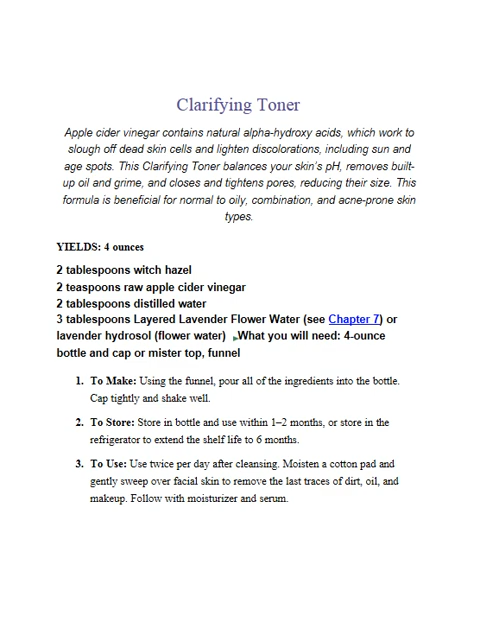 Clarifying Toner
Apple cider vinegar contains natural alpha-hydroxy acids, which work to
slough off dead skin cells and lighten discolorations, including sun and
age spots. This Clarifying Toner balances your skin's pH, removes built-
up oil and grime, and closes and tightens pores, reducing their size. This
formula is beneficial for normal to oily, combination, and acne-prone skin
types.
YIELDS: 4 ounces
2 tablespoons witch hazel
2 teaspoons raw apple cider vinegar
2 tablespoons distilled water
3 tablespoons Layered Lavender Flower Water (see Chapter 7) or
lavender hydrosol (flower water) What you will need: 4-ounce
bottle and cap or mister top, funnel
1. To Make: Using the funnel, pour all of the ingredients into the bottle.
Cap tightly and shake well.
2. To Store: Store in bottle and use within 1–2 months, or store in the
refrigerator to extend the shelf life to 6 months.
3. To Use: Use twice per day after cleansing. Moisten a cotton pad and
gently sweep over facial skin to remove the last traces of dirt, oil, and
makeup. Follow with moisturizer and serum.